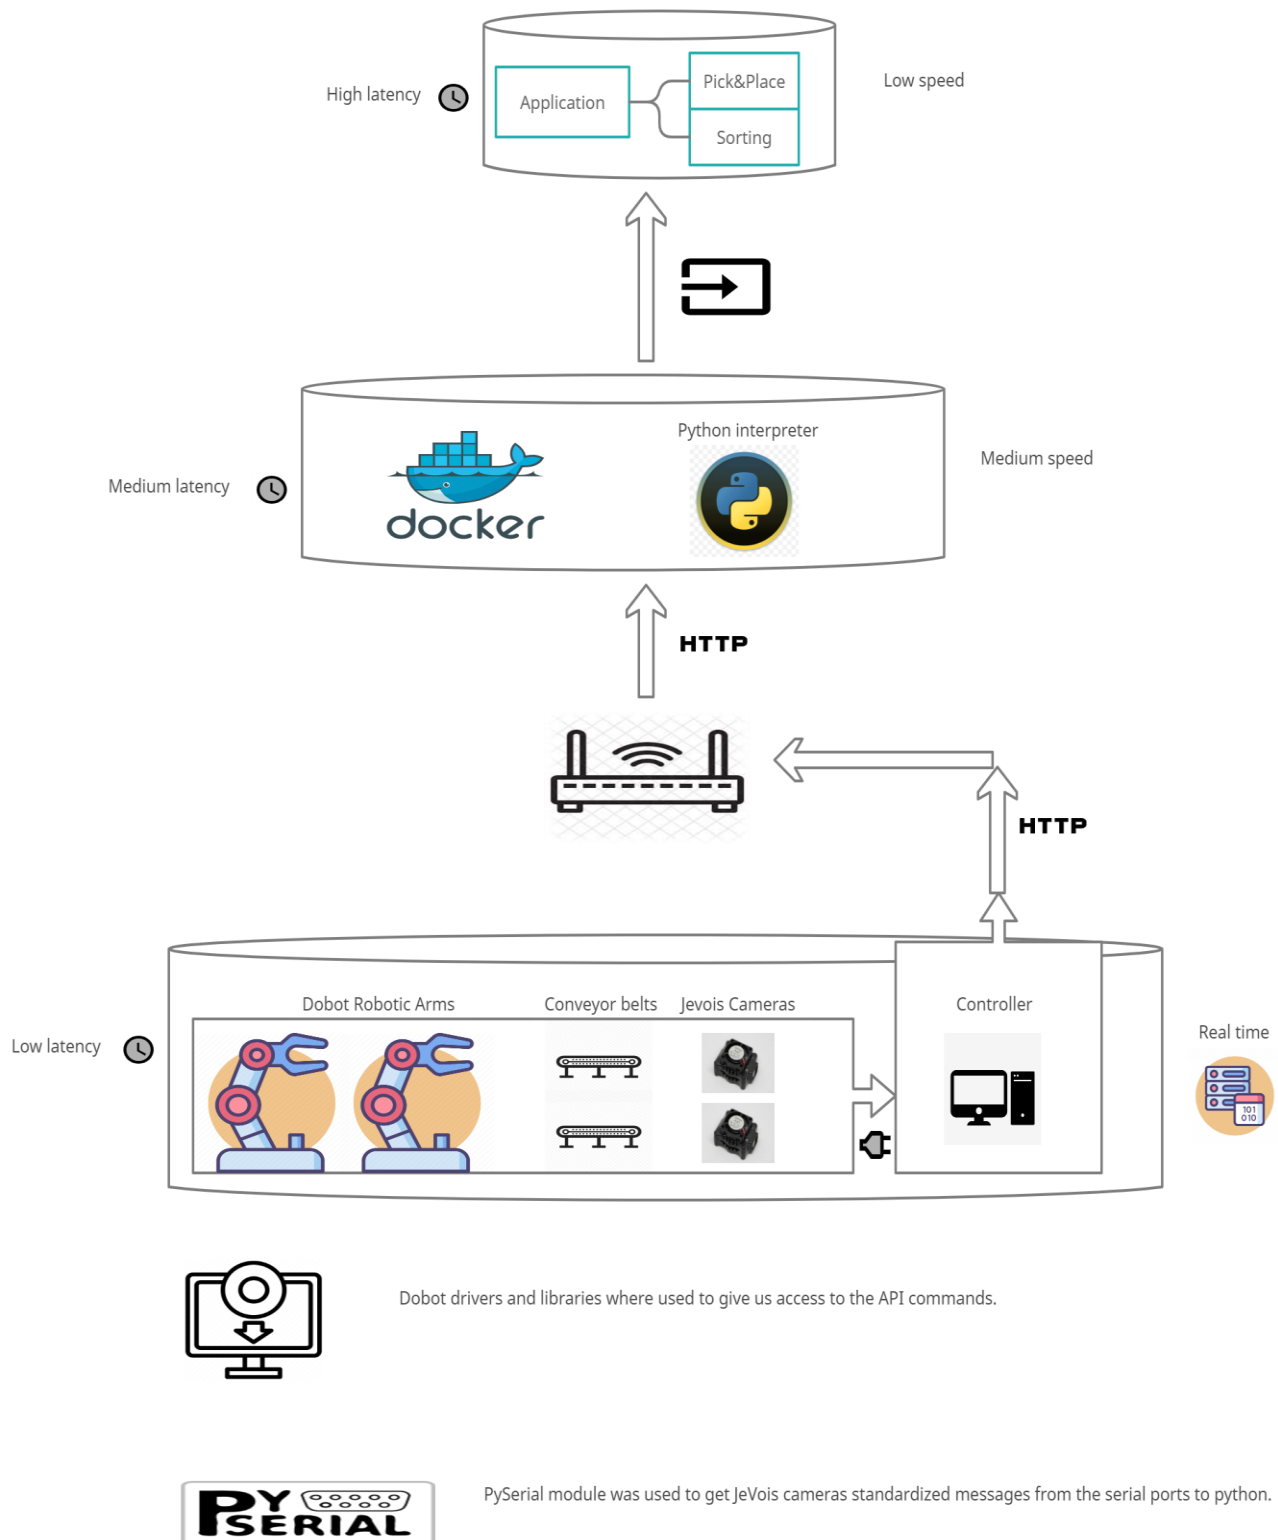 High latency
Application
Pick&Place
Sorting
Low speed
Medium latency
docker
Python interpreter
Medium speed
HTTP
HTTP
Low latency
Dobot Robotic Arms
Conveyor belts
Jevois Cameras
Controller
Real time
101
010
Dobot drivers and libraries where used to give us access to the API commands.
PY
SERIAL
PySerial module was used to get JeVois cameras standardized messages from the serial ports to python.